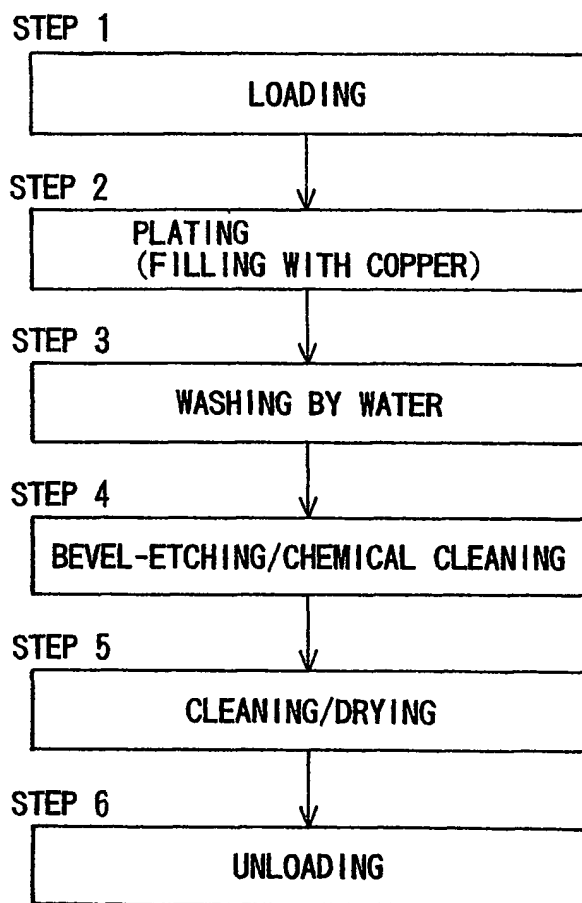 STEP 1
LOADING
STEP 2
PLATING
(FILLING WITH COPPER)
STEP 3
WASHING BY WATER
STEP 4
BEVEL-ETCHING/CHEMICAL CLEANING
STEP 5
CLEANING/DRYING
STEP 6
UNLOADING